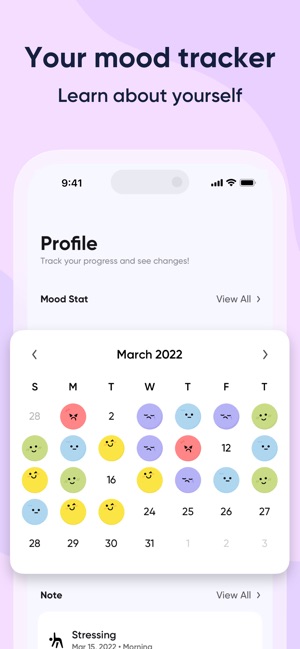 Your mood tracker
Learn about yourself
9:41
Profile
Track your progress and see changes!
Mood Stat View All
March 2022
S M T W T F T
28 2
12
16
24 25 26 27
28 29 30 31 1 2 3
Note View All
Stressing
Mar 15, 2022 • Morning